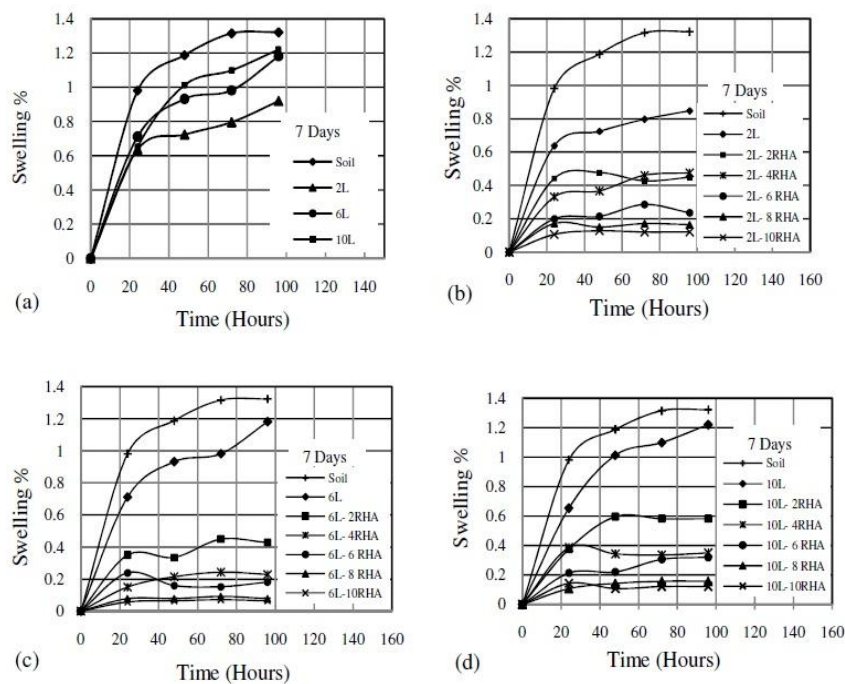 1.4
1.2
1
0.8
0.6
0.4
0.2
0
Swelling %
7 Days
Soil
2L
6L
10L
0 20 40 60 80 100 120 140
Time (Hours)
(a)
1.4
1.2
1
0.8
0.6
0.4
0.2
0
Swelling %
7 Days
Soil
2L
2L- 2RHA
2L- 4RHA
2L- 6 RHA
2L- 8 RHA
2L-10RHA
0 20 40 60 80 100 120 140 160
Time (Hours)
(b)
1.4
1.2
1
0.8
0.6
0.4
0.2
0
Swelling %
7 Days
Soil
6L
6L- 2RHA
6L- 4RHA
6L- 6 RHA
6L- 8 RHA
6L-10RHA
0 20 40 60 80 100 120 140 160
Time (Hours)
(c)
1.4
1.2
1
0.8
0.6
0.4
0.2
0
Swelling %
7 Days
Soil
10L
10L- 2RHA
10L- 4RHA
10L- 6 RHA
10L- 8 RHA
10L-10RHA
0 20 40 60 80 100 120 140 160
Time (Hours)
(d)